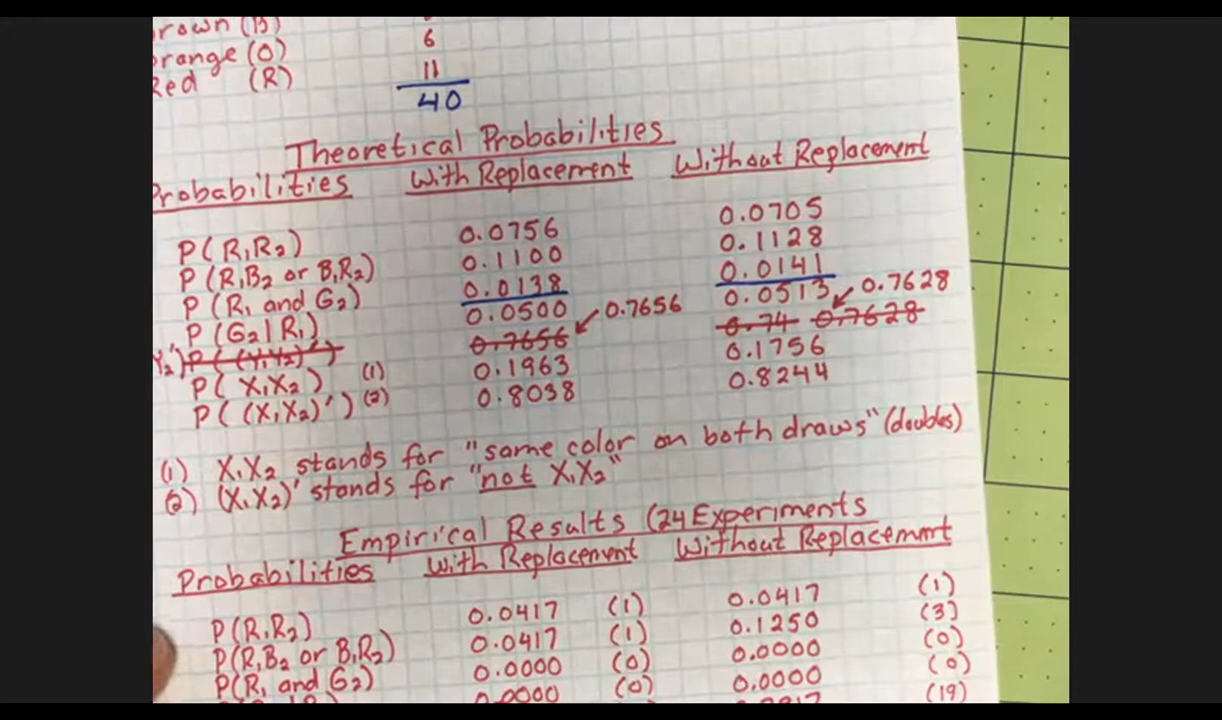 rown (B)
Orange (O) 6
Red (R) 11
40
Theoretical Probabilities
Probabilities With Replacement Without Replacement
P(R₁R₂) 0.0756 0.0705
P(R₁B₂ or B₁R₂) 0.1100 0.1128
P(R₁ and G₂) 0.0138 0.0141
P(G₂|R₁) 0.0500 0.0513
Y₂') P((Y₁Y₂)') 0.7656 0.7656 0.74 0.7628 0.7628
P(X₁X₂) (1) 0.1963 0.1756
P((X₁X₂)') (2) 0.8038 0.8244
(1) X₁X₂ stands for "same color on both draws" (doubles)
(2) (X₁X₂)' stands for "not X₁X₂"
Empirical Results (24 Experiments
Probabilities With Replacement Without Replacement
P(R₁R₂) 0.0417 (1) 0.0417 (1)
P(R₁B₂ or B₁R₂) 0.0417 (1) 0.1250 (3)
P(R₁ and G₂) 0.0000 (0) 0.0000 (0)
0.0000 (0) 0.0000 (0)
(19)